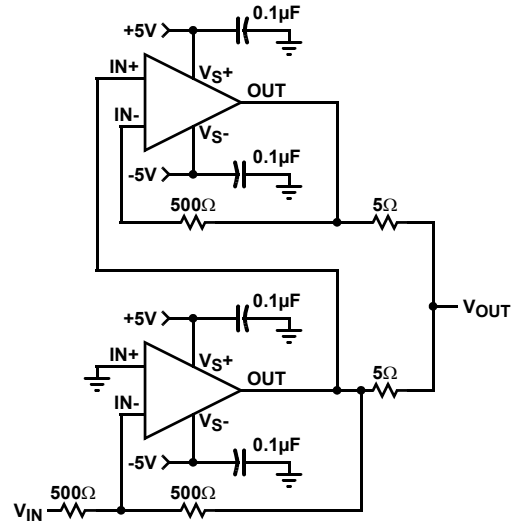 +5V
0.1µF
IN+
VS+
OUT
IN-
VS-
-5V
0.1µF
500Ω
5Ω
VOUT
+5V
0.1µF
IN+
VS+
OUT
5Ω
IN-
VS-
-5V
0.1µF
VIN
500Ω
500Ω